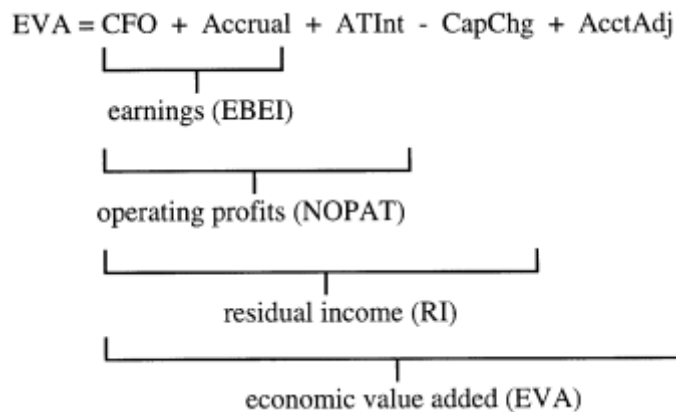 EVA = CFO + Accrual + ATInt - CapChg + AcctAdj
earnings (EBEI)
operating profits (NOPAT)
residual income (RI)
economic value added (EVA)